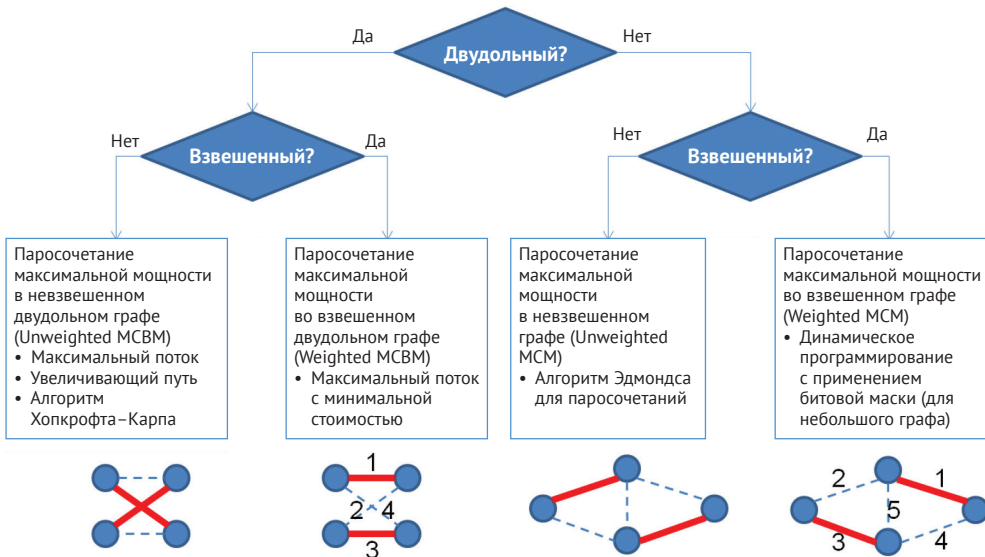 Да
Двудольный?
Нет
Нет
Взвешенный?
Да
Нет
Взвешенный?
Да
Паросочетание
максимальной мощности
в невзвешенном
двудольном графе
(Unweighted MCBM)
• Максимальный поток
• Увеличивающий путь
• Алгоритм
Хопкрофта–Карпа
Паросочетание
максимальной
мощности
во взвешенном
двудольном графе
(Weighted MCBM)
• Максимальный поток
с минимальной
стоимостью
Паросочетание
максимальной
мощности
в невзвешенном
графе (Unweighted
MCM)
• Алгоритм Эдмондса
для паросочетаний
Паросочетание
максимальной мощности
во взвешенном графе
(Weighted MCM)
• Динамическое
программирование
с применением
битовой маски (для
небольшого графа)
1
2 4
3
2 1
5
3 4